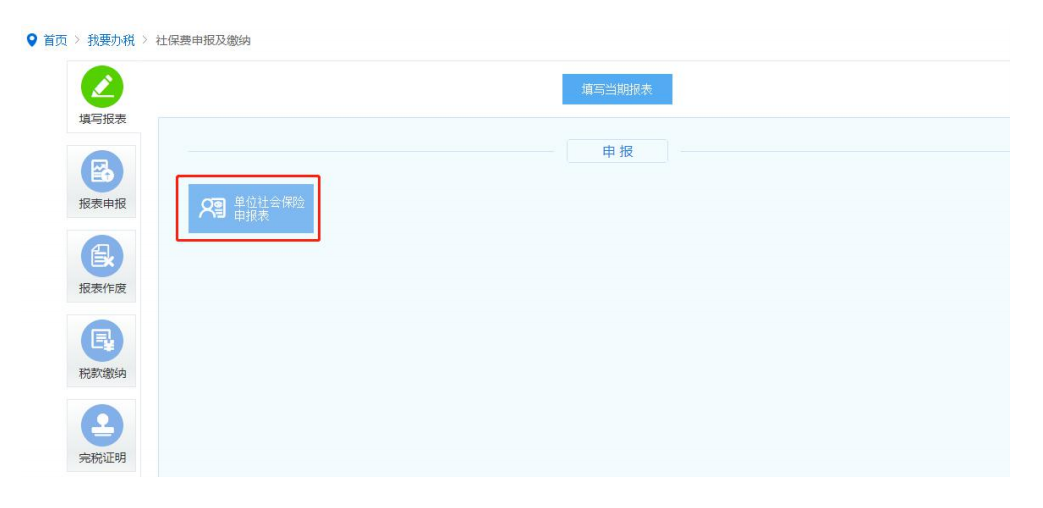 首页 > 我要办税 > 社保费申报及缴纳
填写当期报表
填写报表
申报
报表申报
单位社会保险
申报表
报表作废
税款缴纳
完税证明